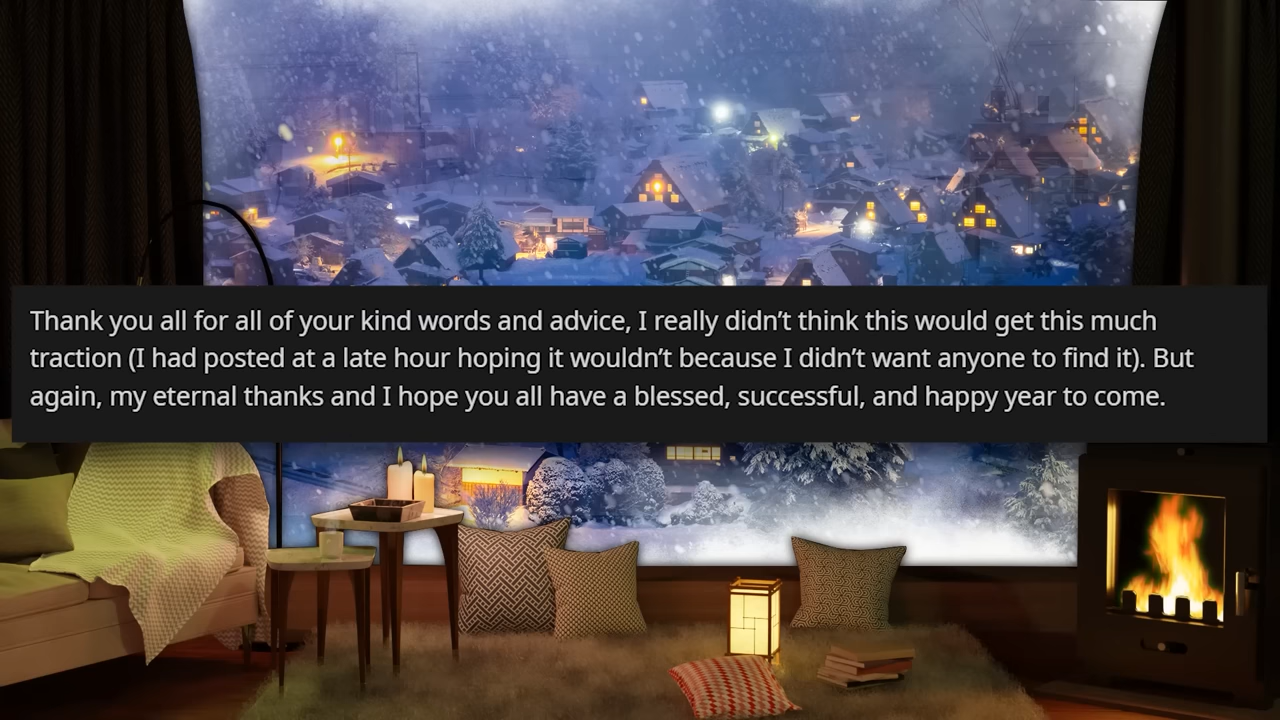 Thank you all for all of your kind words and advice, I really didn’t think this would get this much
traction (I had posted at a late hour hoping it wouldn’t because I didn’t want anyone to find it). But
again, my eternal thanks and I hope you all have a blessed, successful, and happy year to come.